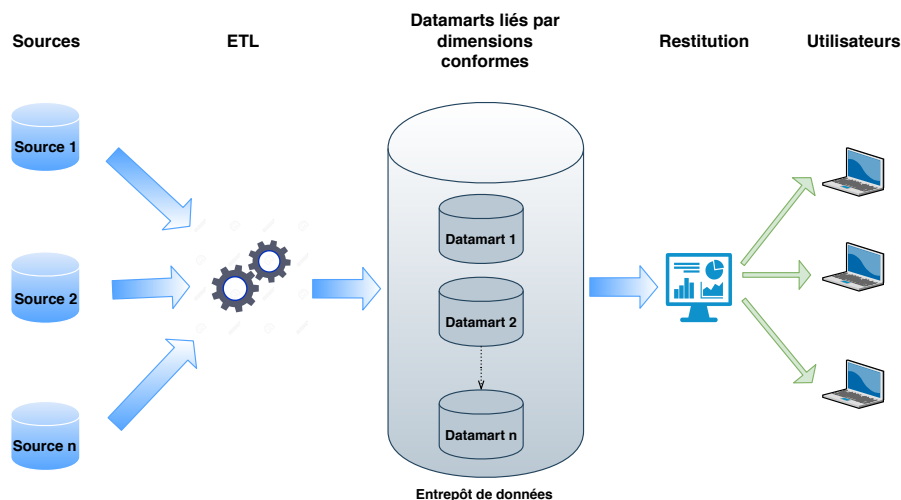 Sources
ETL
Datamarts liés par
dimensions
conformes
Restitution
Utilisateurs
Source 1
Source 2
Source n
Datamart 1
Datamart 2
Datamart n
Entrepôt de données